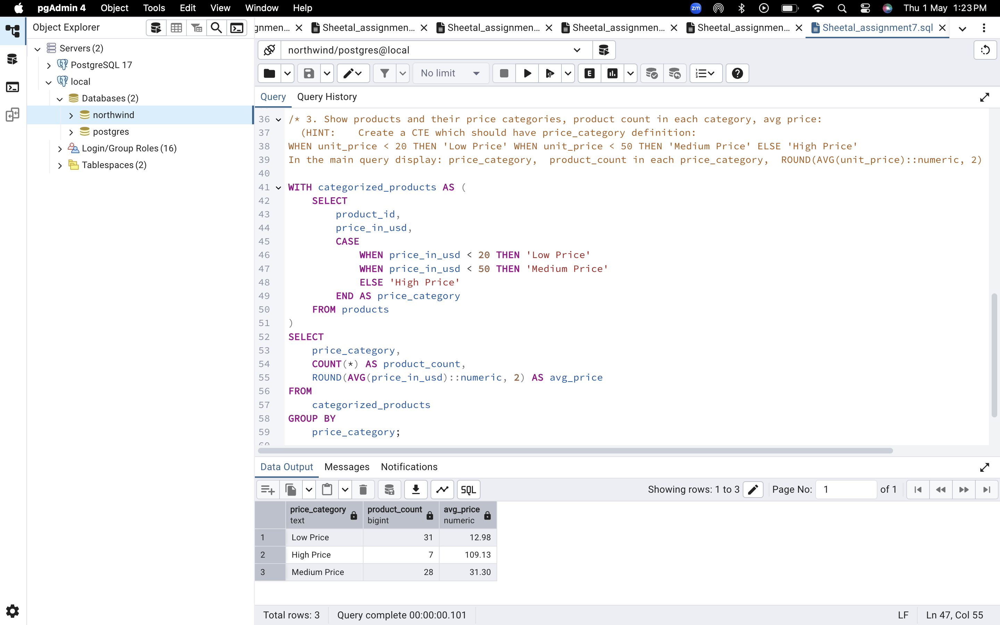 pgAdmin 4 Object Tools Edit View Window Help zm Thu 1 May 1:23 PM
Object Explorer
gnmen... Sheetal_assignmen... Sheetal_assignmen... Sheetal_assignmen... Sheetal_assignmen... Sheetal_assignment7.sql
Servers (2)
PostgreSQL 17
local
Databases (2)
northwind
postgres
Login/Group Roles (16)
Tablespaces (2)
northwind/postgres@local
No limit
E
Query Query History
36 /* 3. Show products and their price categories, product count in each category, avg price:
37 (HINT: Create a CTE which should have price_category definition:
38 WHEN unit_price < 20 THEN 'Low Price' WHEN unit_price < 50 THEN 'Medium Price' ELSE 'High Price'
39 In the main query display: price_category, product_count in each price_category, ROUND(AVG(unit_price)::numeric, 2)
40
41 WITH categorized_products AS (
42 SELECT
43 product_id,
44 price_in_usd,
45 CASE
46 WHEN price_in_usd < 20 THEN 'Low Price'
47 WHEN price_in_usd < 50 THEN 'Medium Price'
48 ELSE 'High Price'
49 END AS price_category
50 FROM products
51 )
52 SELECT
53 price_category,
54 COUNT(*) AS product_count,
55 ROUND(AVG(price_in_usd)::numeric, 2) AS avg_price
56 FROM
57 categorized_products
58 GROUP BY
59 price_category;
60
Data Output Messages Notifications
SQL Showing rows: 1 to 3 Page No: 1 of 1
price_category product_count avg_price
text bigint numeric
1 Low Price 31 12.98
2 High Price 7 109.13
3 Medium Price 28 31.30
Total rows: 3 Query complete 00:00:00.101 LF Ln 47, Col 55